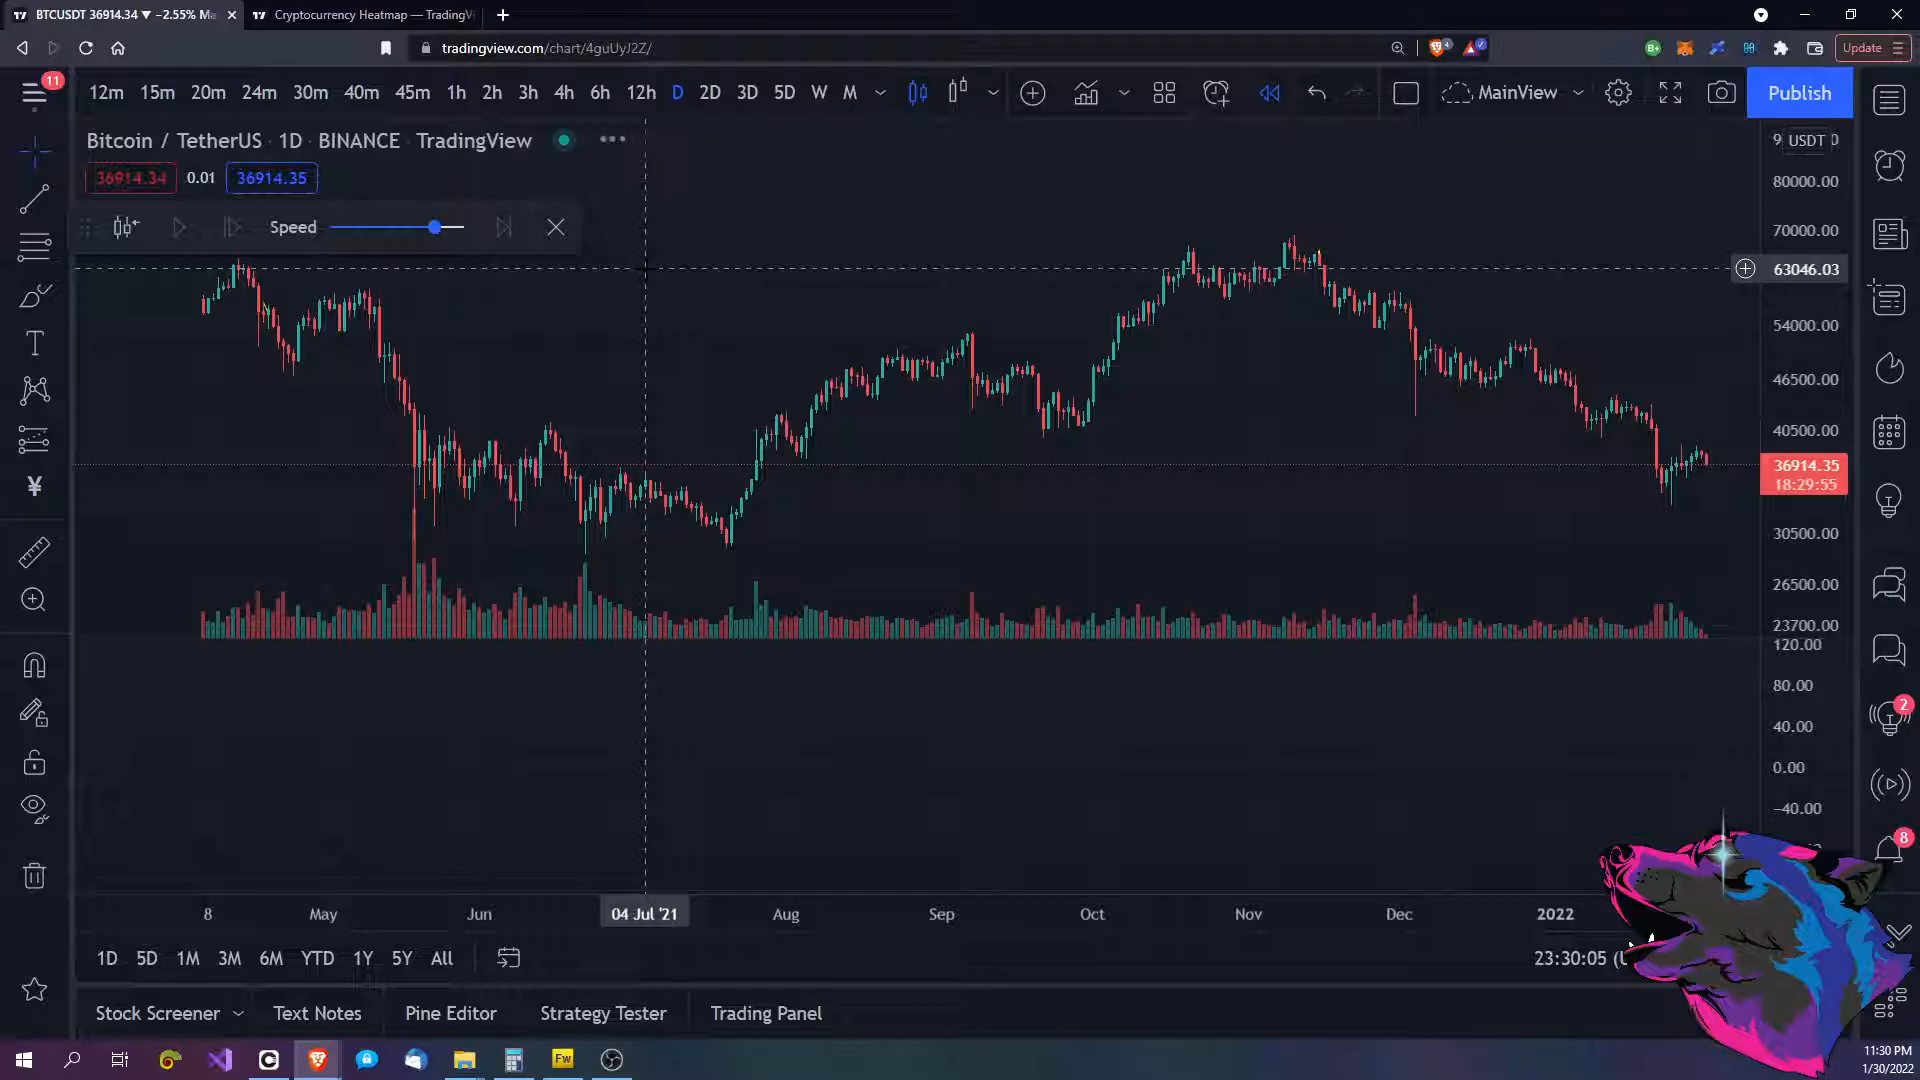 BTCUSDT 36914.34 ▼ −2.55% Ma
Cryptocurrency Heatmap — TradingVi
tradingview.com/chart/4guUyJ2Z/
Update
11
12m 15m 20m 24m 30m 40m 45m 1h 2h 3h 4h 6h 12h D 2D 3D 5D W M
MainView
Publish
Bitcoin / TetherUS · 1D · BINANCE · TradingView
USDT
36914.34 0.01 36914.35
Speed
80000.00
70000.00
63046.03
54000.00
46500.00
40500.00
36914.35
18:29:55
30500.00
26500.00
23700.00
120.00
80.00
40.00
0.00
−40.00
2
8
8 May Jun 04 Jul '21 Aug Sep Oct Nov Dec 2022
1D 5D 1M 3M 6M YTD 1Y 5Y All
23:30:05
Stock Screener Text Notes Pine Editor Strategy Tester Trading Panel
Fw
11:30 PM
1/30/2022